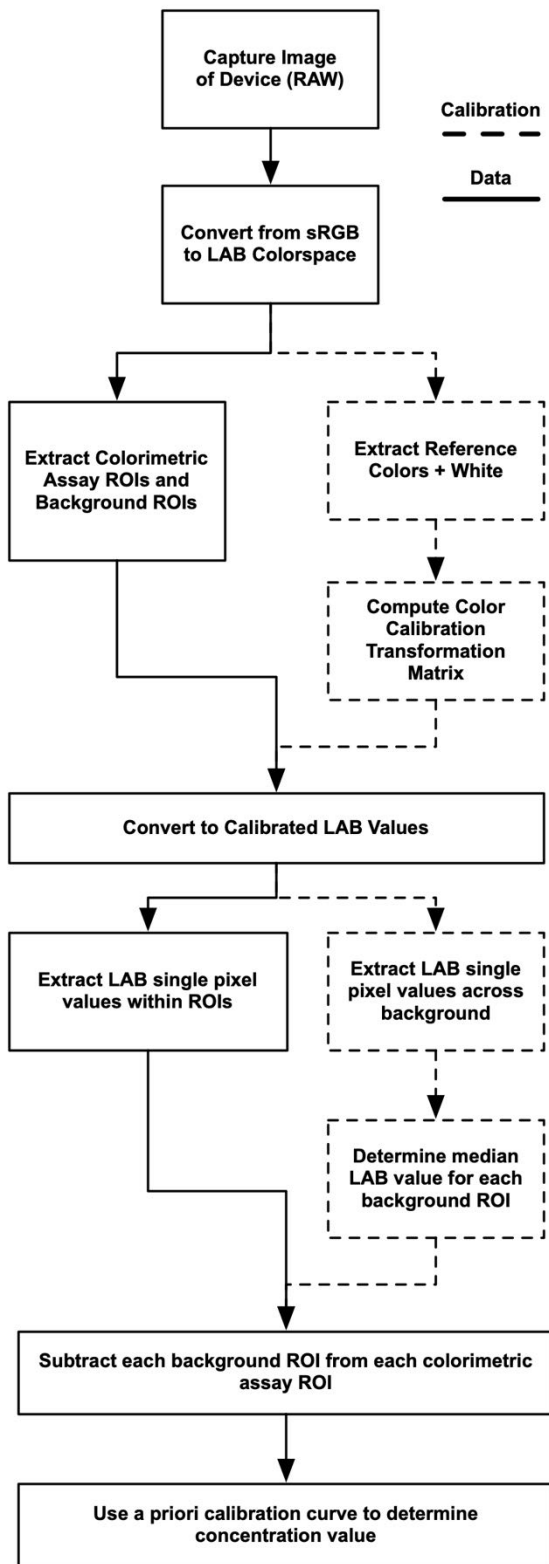 Capture Image
of Device (RAW)
Calibration
Data
Convert from sRGB
to LAB Colorspace
Extract Colorimetric
Assay ROIs and
Background ROIs
Extract Reference
Colors + White
Compute Color
Calibration
Transformation
Matrix
Convert to Calibrated LAB Values
Extract LAB single pixel
values within ROIs
Extract LAB single
pixel values across
background
Determine median
LAB value for each
background ROI
Subtract each background ROI from each colorimetric
assay ROI
Use a priori calibration curve to determine
concentration value